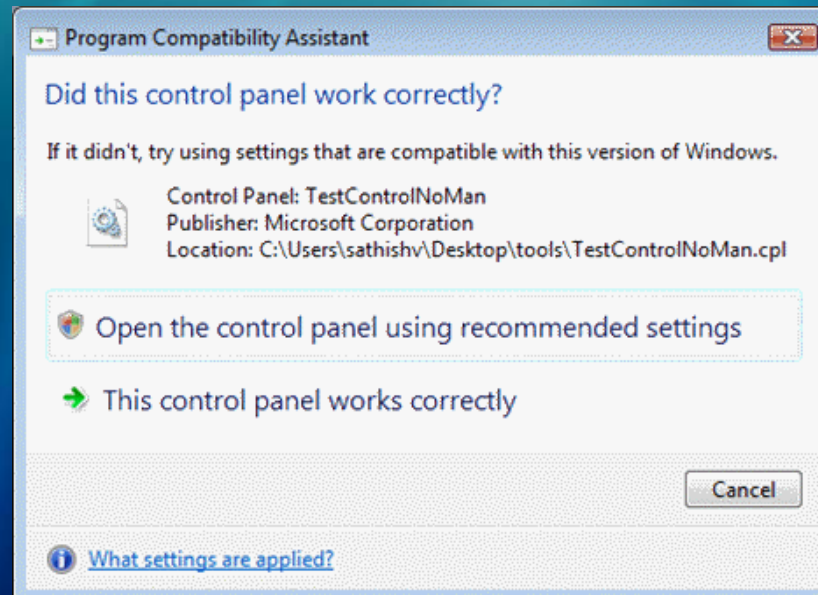 Program Compatibility Assistant
Did this control panel work correctly?
If it didn't, try using settings that are compatible with this version of Windows.
Control Panel: TestControlNoMan
Publisher: Microsoft Corporation
Location: C:\Users\sathishv\Desktop\tools\TestControlNoMan.cpl
Open the control panel using recommended settings
This control panel works correctly
Cancel
What settings are applied?